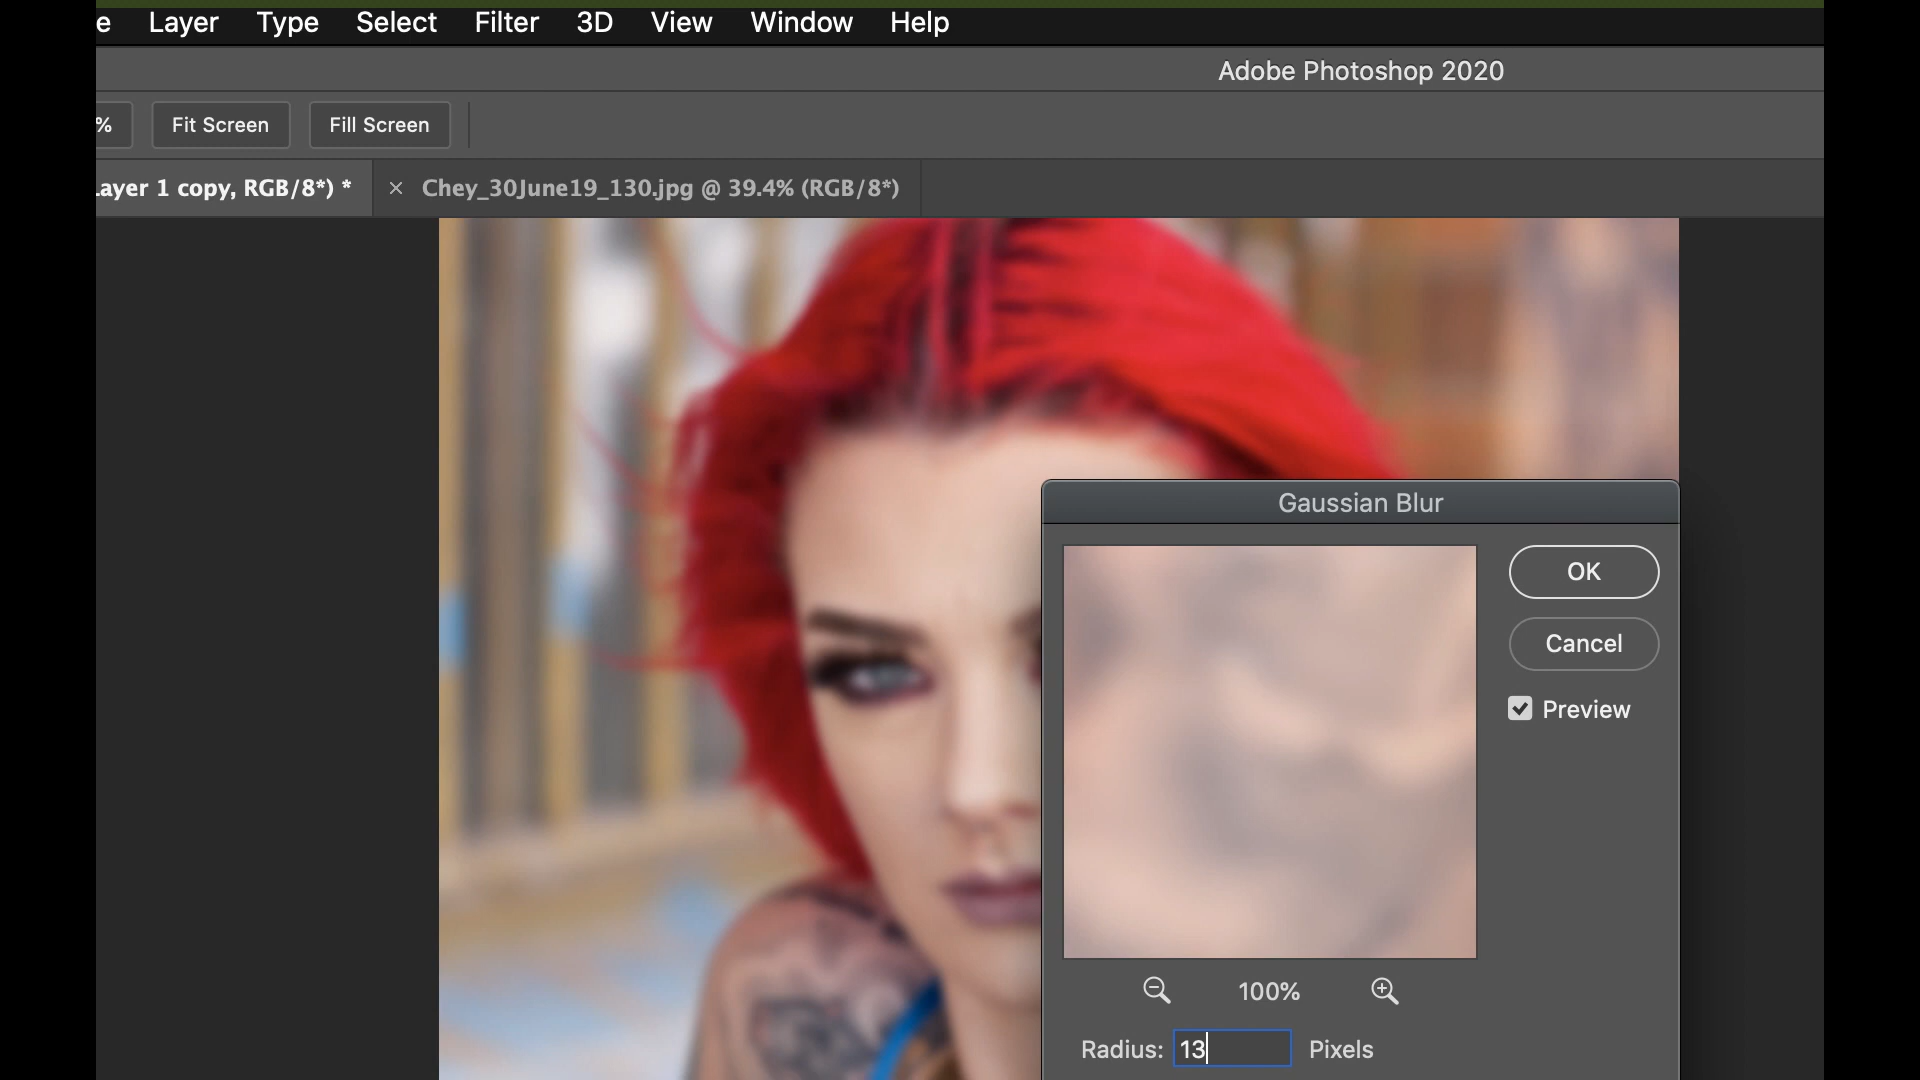 e Layer Type Select Filter 3D View Window Help
Adobe Photoshop 2020
% Fit Screen Fill Screen
Layer 1 copy, RGB/8*) * × Chey_30June19_130.jpg @ 39.4% (RGB/8*)
Gaussian Blur
OK
Cancel
Preview
100%
Radius: 13 Pixels